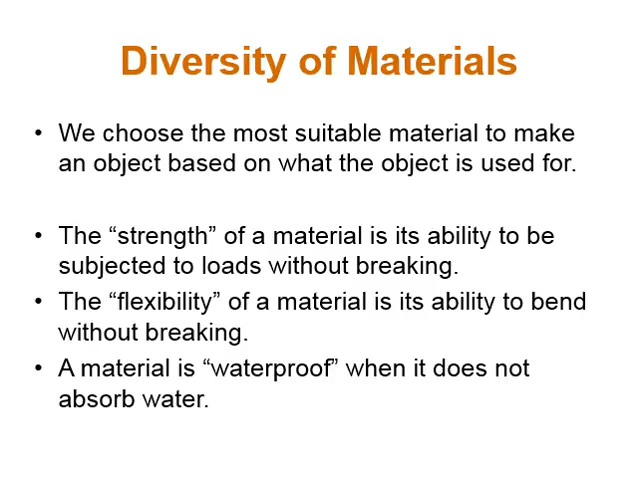 Diversity of Materials
• We choose the most suitable material to make
an object based on what the object is used for.
• The “strength” of a material is its ability to be
subjected to loads without breaking.
• The “flexibility” of a material is its ability to bend
without breaking.
• A material is “waterproof” when it does not
absorb water.